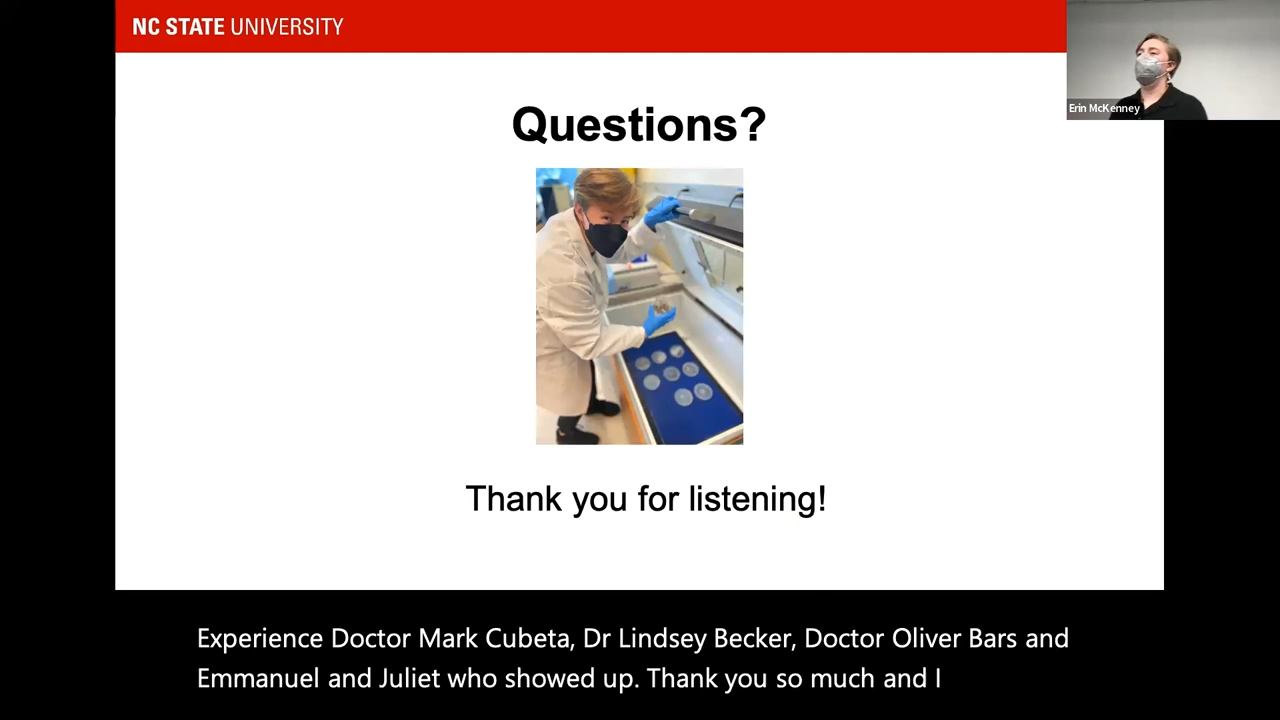 NC STATE UNIVERSITY
Erin McKenney
Questions?
Thank you for listening!
Experience Doctor Mark Cubeta, Dr Lindsey Becker, Doctor Oliver Bars and
Emmanuel and Juliet who showed up. Thank you so much and I